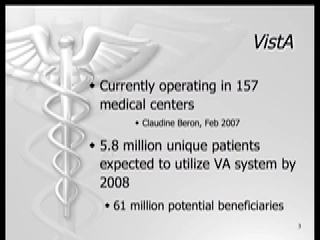 VistA
• Currently operating in 157
medical centers
• Claudine Beron, Feb 2007
• 5.8 million unique patients
expected to utilize VA system by
2008
• 61 million potential beneficiaries
3